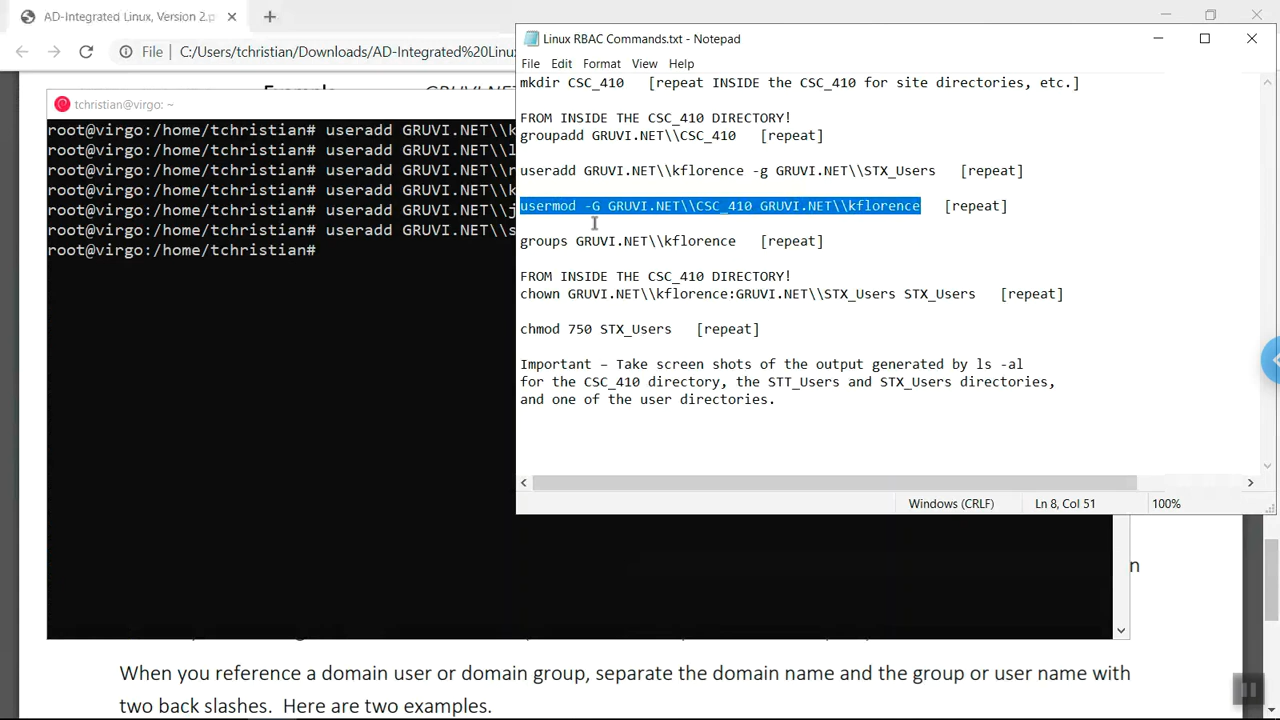 AD-Integrated Linux, Version 2.p
File C:/Users/tchristian/Downloads/AD-Integrated%20Linu
Linux RBAC Commands.txt - Notepad
File Edit Format View Help
mkdir CSC_410 [repeat INSIDE the CSC_410 for site directories, etc.]
FROM INSIDE THE CSC_410 DIRECTORY!
groupadd GRUVI.NET\\CSC_410 [repeat]
useradd GRUVI.NET\\kflorence -g GRUVI.NET\\STX_Users [repeat]
usermod -G GRUVI.NET\\CSC_410 GRUVI.NET\\kflorence [repeat]
groups GRUVI.NET\\kflorence [repeat]
FROM INSIDE THE CSC_410 DIRECTORY!
chown GRUVI.NET\\kflorence:GRUVI.NET\\STX_Users STX_Users [repeat]
chmod 750 STX_Users [repeat]
Important – Take screen shots of the output generated by ls -al
for the CSC_410 directory, the STT_Users and STX_Users directories,
and one of the user directories.
Windows (CRLF) Ln 8, Col 51 100%
tchristian@virgo: ~
root@virgo:/home/tchristian# useradd GRUVI.NET\\k
root@virgo:/home/tchristian# useradd GRUVI.NET\\l
root@virgo:/home/tchristian# useradd GRUVI.NET\\r
root@virgo:/home/tchristian# useradd GRUVI.NET\\k
root@virgo:/home/tchristian# useradd GRUVI.NET\\j
root@virgo:/home/tchristian# useradd GRUVI.NET\\s
root@virgo:/home/tchristian#
n
When you reference a domain user or domain group, separate the domain name and the group or user name with
two back slashes. Here are two examples.